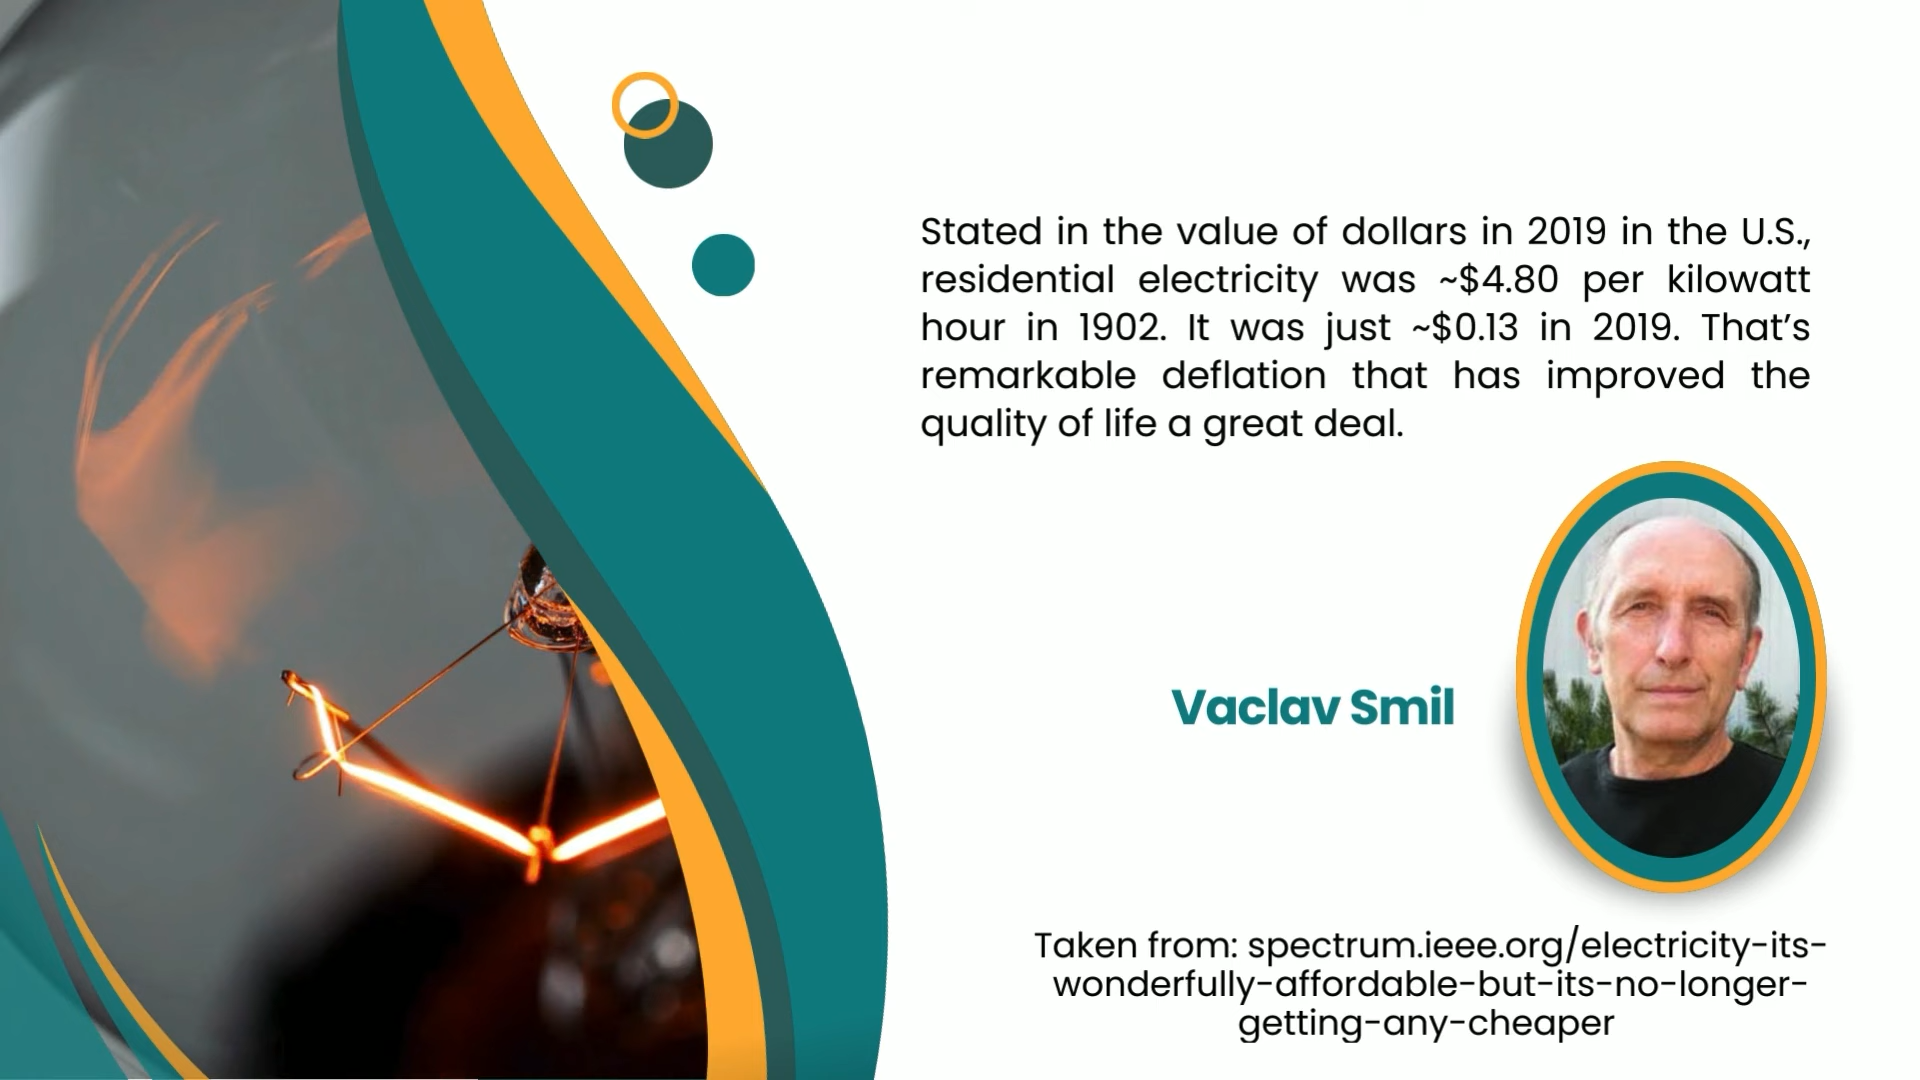 Stated in the value of dollars in 2019 in the U.S.,
residential electricity was ~$4.80 per kilowatt
hour in 1902. It was just ~$0.13 in 2019. That’s
remarkable deflation that has improved the
quality of life a great deal.
Vaclav Smil
Taken from: spectrum.ieee.org/electricity-its-
wonderfully-affordable-but-its-no-longer-
getting-any-cheaper